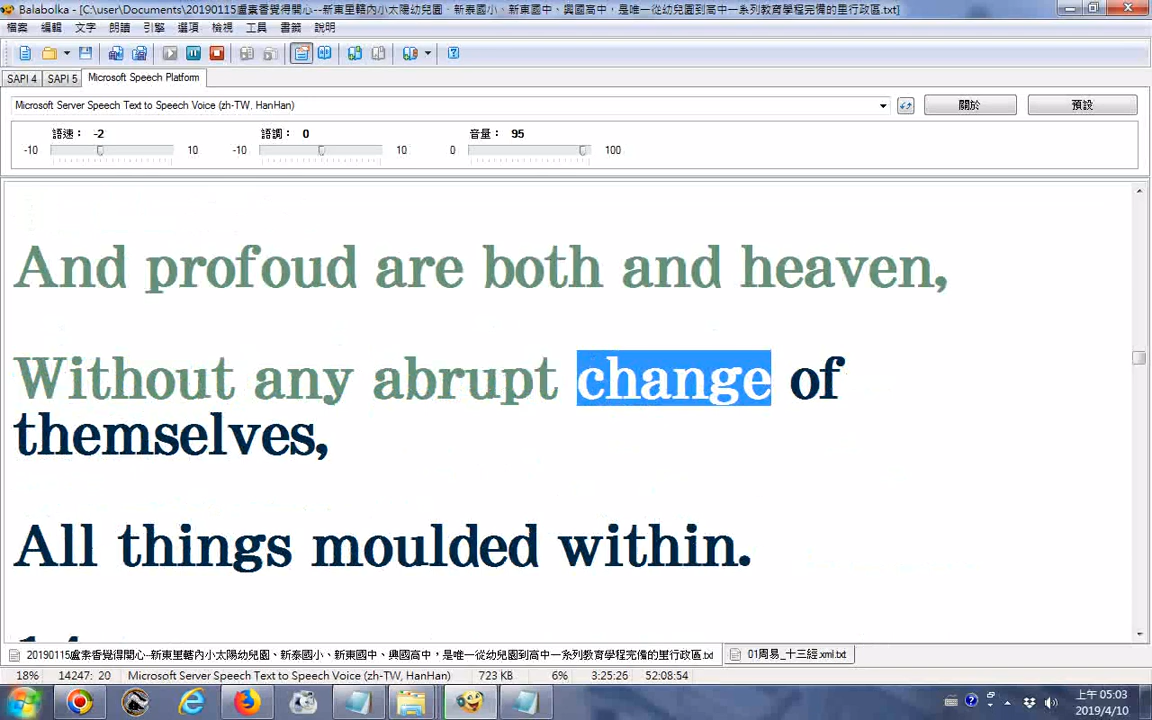 Balabolka - [C:\user\Documents\20190115盧素香覺得開心--新東里轄內小太陽幼兒園、新泰國小、新東國中、興國高中，是唯一從幼兒園到高中一系列教育學程完備的里行政區.txt]
檔案 編輯 文字 朗讀 引擎 選項 檢視 工具 書籤 說明
SAPI 4 SAPI 5 Microsoft Speech Platform
Microsoft Server Speech Text to Speech Voice (zh-TW, HanHan) 關於 預設
語速： -2 語調： 0 音量： 95
-10 10 -10 10 0 100
And profoud are both and heaven,
Without any abrupt change of
themselves,
All things moulded within.
20190115盧素香覺得開心--新東里轄內小太陽幼兒園、新泰國小、新東國中、興國高中，是唯一從幼兒園到高中一系列教育學程完備的里行政區.txt 01周易_十三經.xml.txt
18% 14247: 20 Microsoft Server Speech Text to Speech Voice (zh-TW, HanHan) 723 KB 6% 3:25:26 52:08:54
上午 05:03
2019/4/10